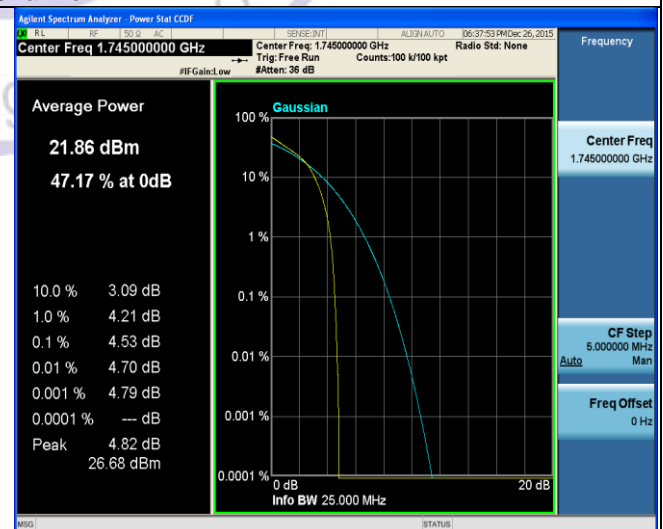 Agilent Spectrum Analyzer - Power Stat CCDF
RL RF 50 Ω AC SENSE:INT ALIGN AUTO 06:37:53 PM Dec 26, 2015
Center Freq 1.745000000 GHz
Center Freq: 1.745000000 GHz Radio Std: None
Trig: Free Run Counts:100 k/100 kpt
#IFGain:Low #Atten: 36 dB
Frequency
Average Power
21.86 dBm
47.17 % at 0dB
10.0 % 3.09 dB
1.0 % 4.21 dB
0.1 % 4.53 dB
0.01 % 4.70 dB
0.001 % 4.79 dB
0.0001 % --- dB
Peak 4.82 dB
26.68 dBm
Gaussian
100 %
10 %
1 %
0.1 %
0.01 %
0.001 %
0.0001 %
0 dB 20 dB
Info BW 25.000 MHz
Center Freq
1.745000000 GHz
CF Step
5.000000 MHz
Auto Man
Freq Offset
0 Hz
MSG STATUS